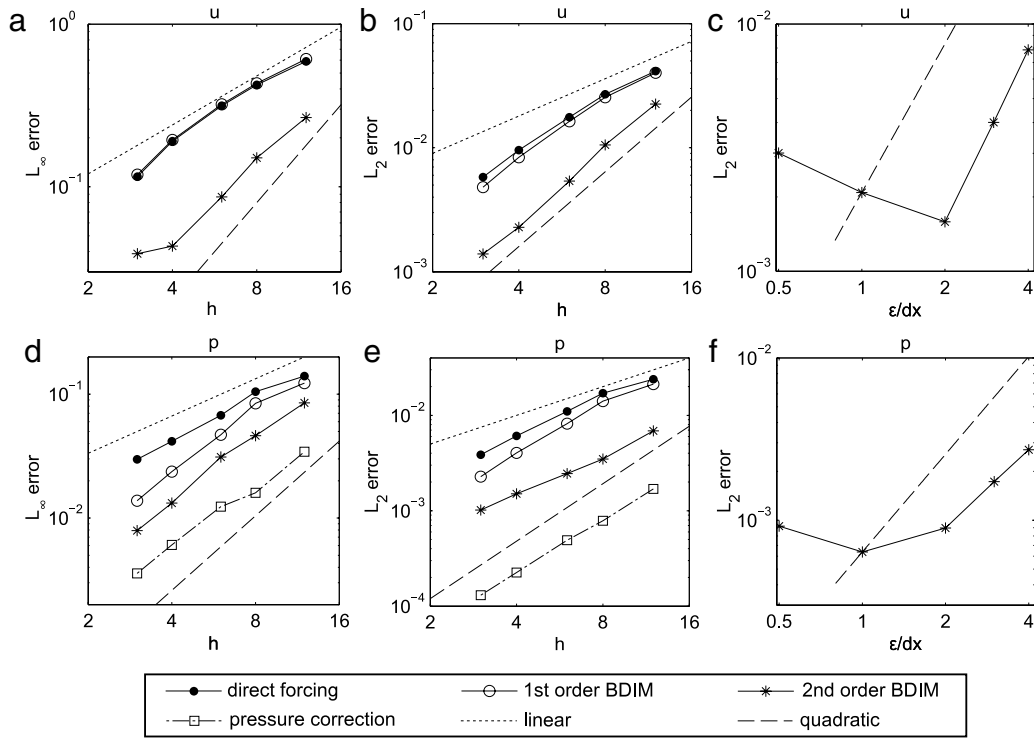 a
u
10^0
10^-1
L∞ error
2
4
8
16
h
b
u
10^-1
10^-2
10^-3
L2 error
2
4
8
16
h
c
u
10^-2
10^-3
L2 error
0.5
1
2
4
ε/dx
d
p
10^-1
10^-2
L∞ error
2
4
8
16
h
e
p
10^-2
10^-3
10^-4
L2 error
2
4
8
16
h
f
p
10^-2
10^-3
L2 error
0.5
1
2
4
ε/dx
direct forcing
1st order BDIM
2nd order BDIM
pressure correction
linear
quadratic